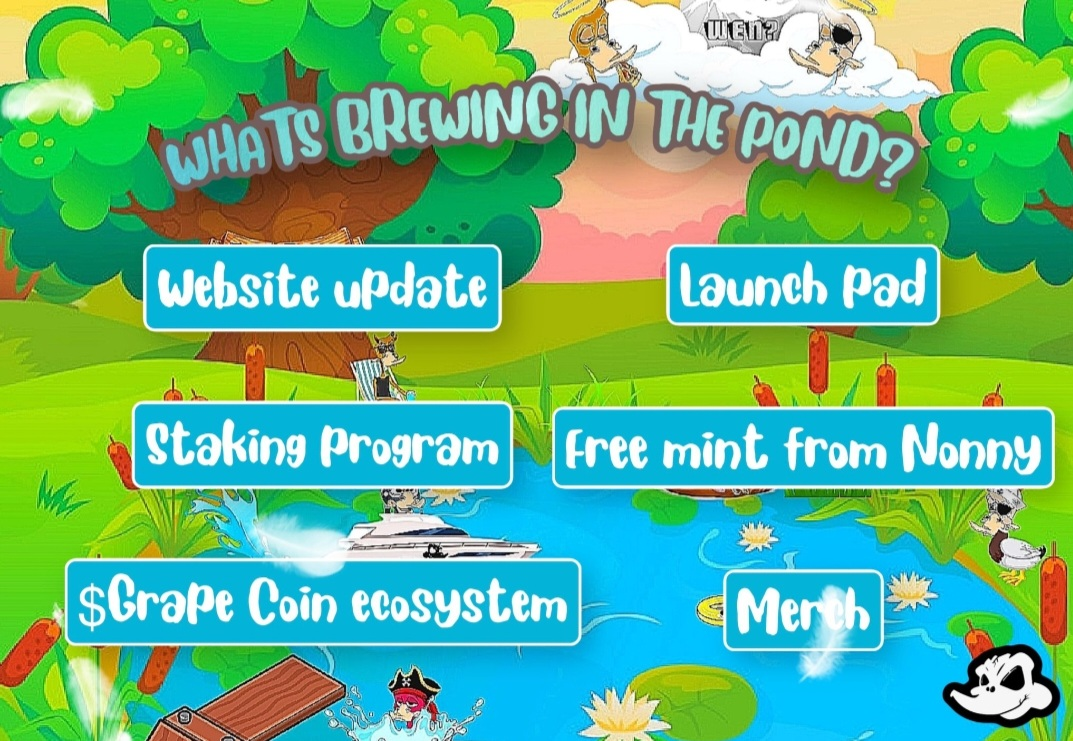 WEN?
WHATS BREWING IN THE POND?
Website update
Launch Pad
Staking Program
Free mint from Nonny
$Grape Coin ecosystem
Merch